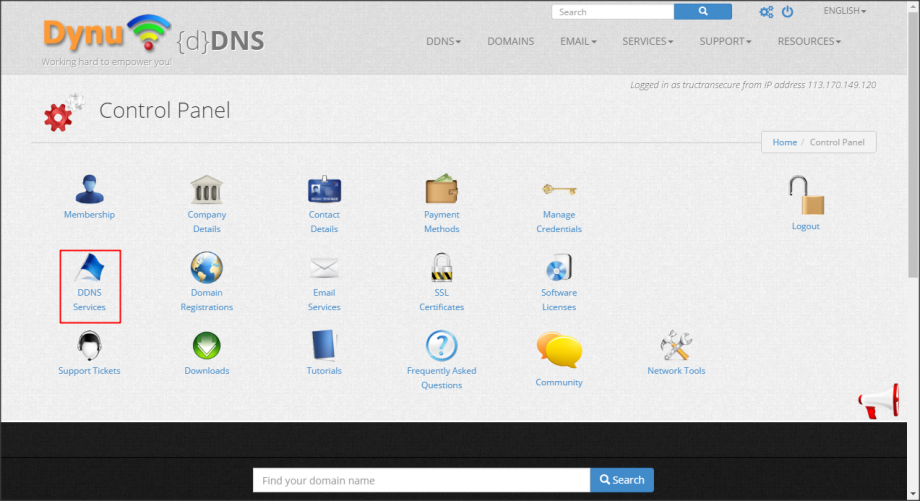 Search
ENGLISH
Dynu {d}DNS
Working hard to empower you!
DDNS DOMAINS EMAIL SERVICES SUPPORT RESOURCES
Logged in as tructransecure from IP address 113.170.149.120
Control Panel
Home / Control Panel
Membership
Company
Details
Contact
Details
Payment
Methods
Manage
Credentials
Logout
DDNS
Services
Domain
Registrations
Email
Services
SSL
Certificates
Software
Licenses
Support Tickets
Downloads
Tutorials
Frequently Asked
Questions
Community
Network Tools
Find your domain name
Search